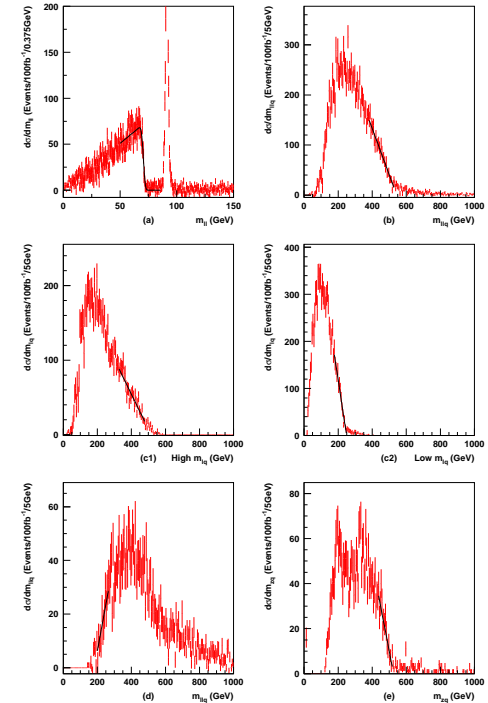 dσ/dm_ll (Events/100fb⁻¹/0.375GeV)
200
150
100
50
0
0 50 100 150
(a) m_ll (GeV)
dσ/dm_llq (Events/100fb⁻¹/5GeV)
300
200
100
0
0 200 400 600 800 1000
(b) m_llq (GeV)
dσ/dm_lq (Events/100fb⁻¹/5GeV)
200
100
0
0 200 400 600 800 1000
(c1) High m_lq (GeV)
dσ/dm_lq (Events/100fb⁻¹/5GeV)
400
300
200
100
0
0 200 400 600 800 1000
(c2) Low m_lq (GeV)
dσ/dm_llq (Events/100fb⁻¹/5GeV)
60
40
20
0
0 200 400 600 800 1000
(d) m_llq (GeV)
dσ/dm_zq (Events/100fb⁻¹/5GeV)
80
60
40
20
0
0 200 400 600 800 1000
(e) m_zq (GeV)